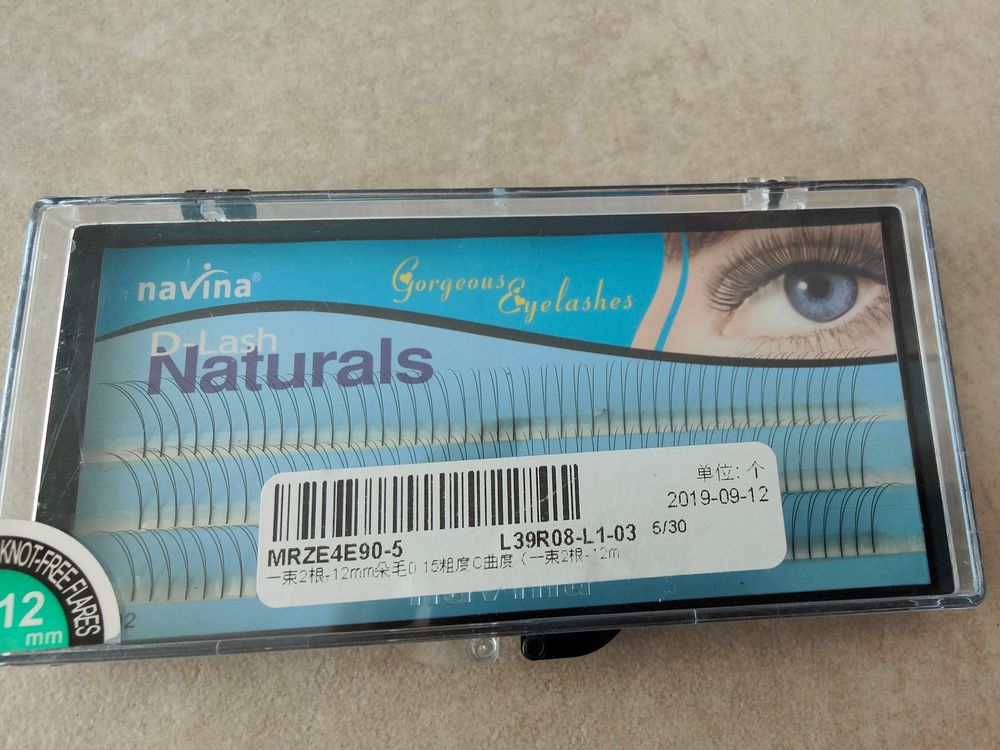 navina®
Gorgeous
Eyelashes
D-Lash
Naturals
单位: 个
2019-09-12
MRZE4E90-5
L39R08-L1-03
5/30
一束2根-12mm朵毛0.15粗度C曲度（一束2根-12m
KNOT-FREE FLARES
12
mm